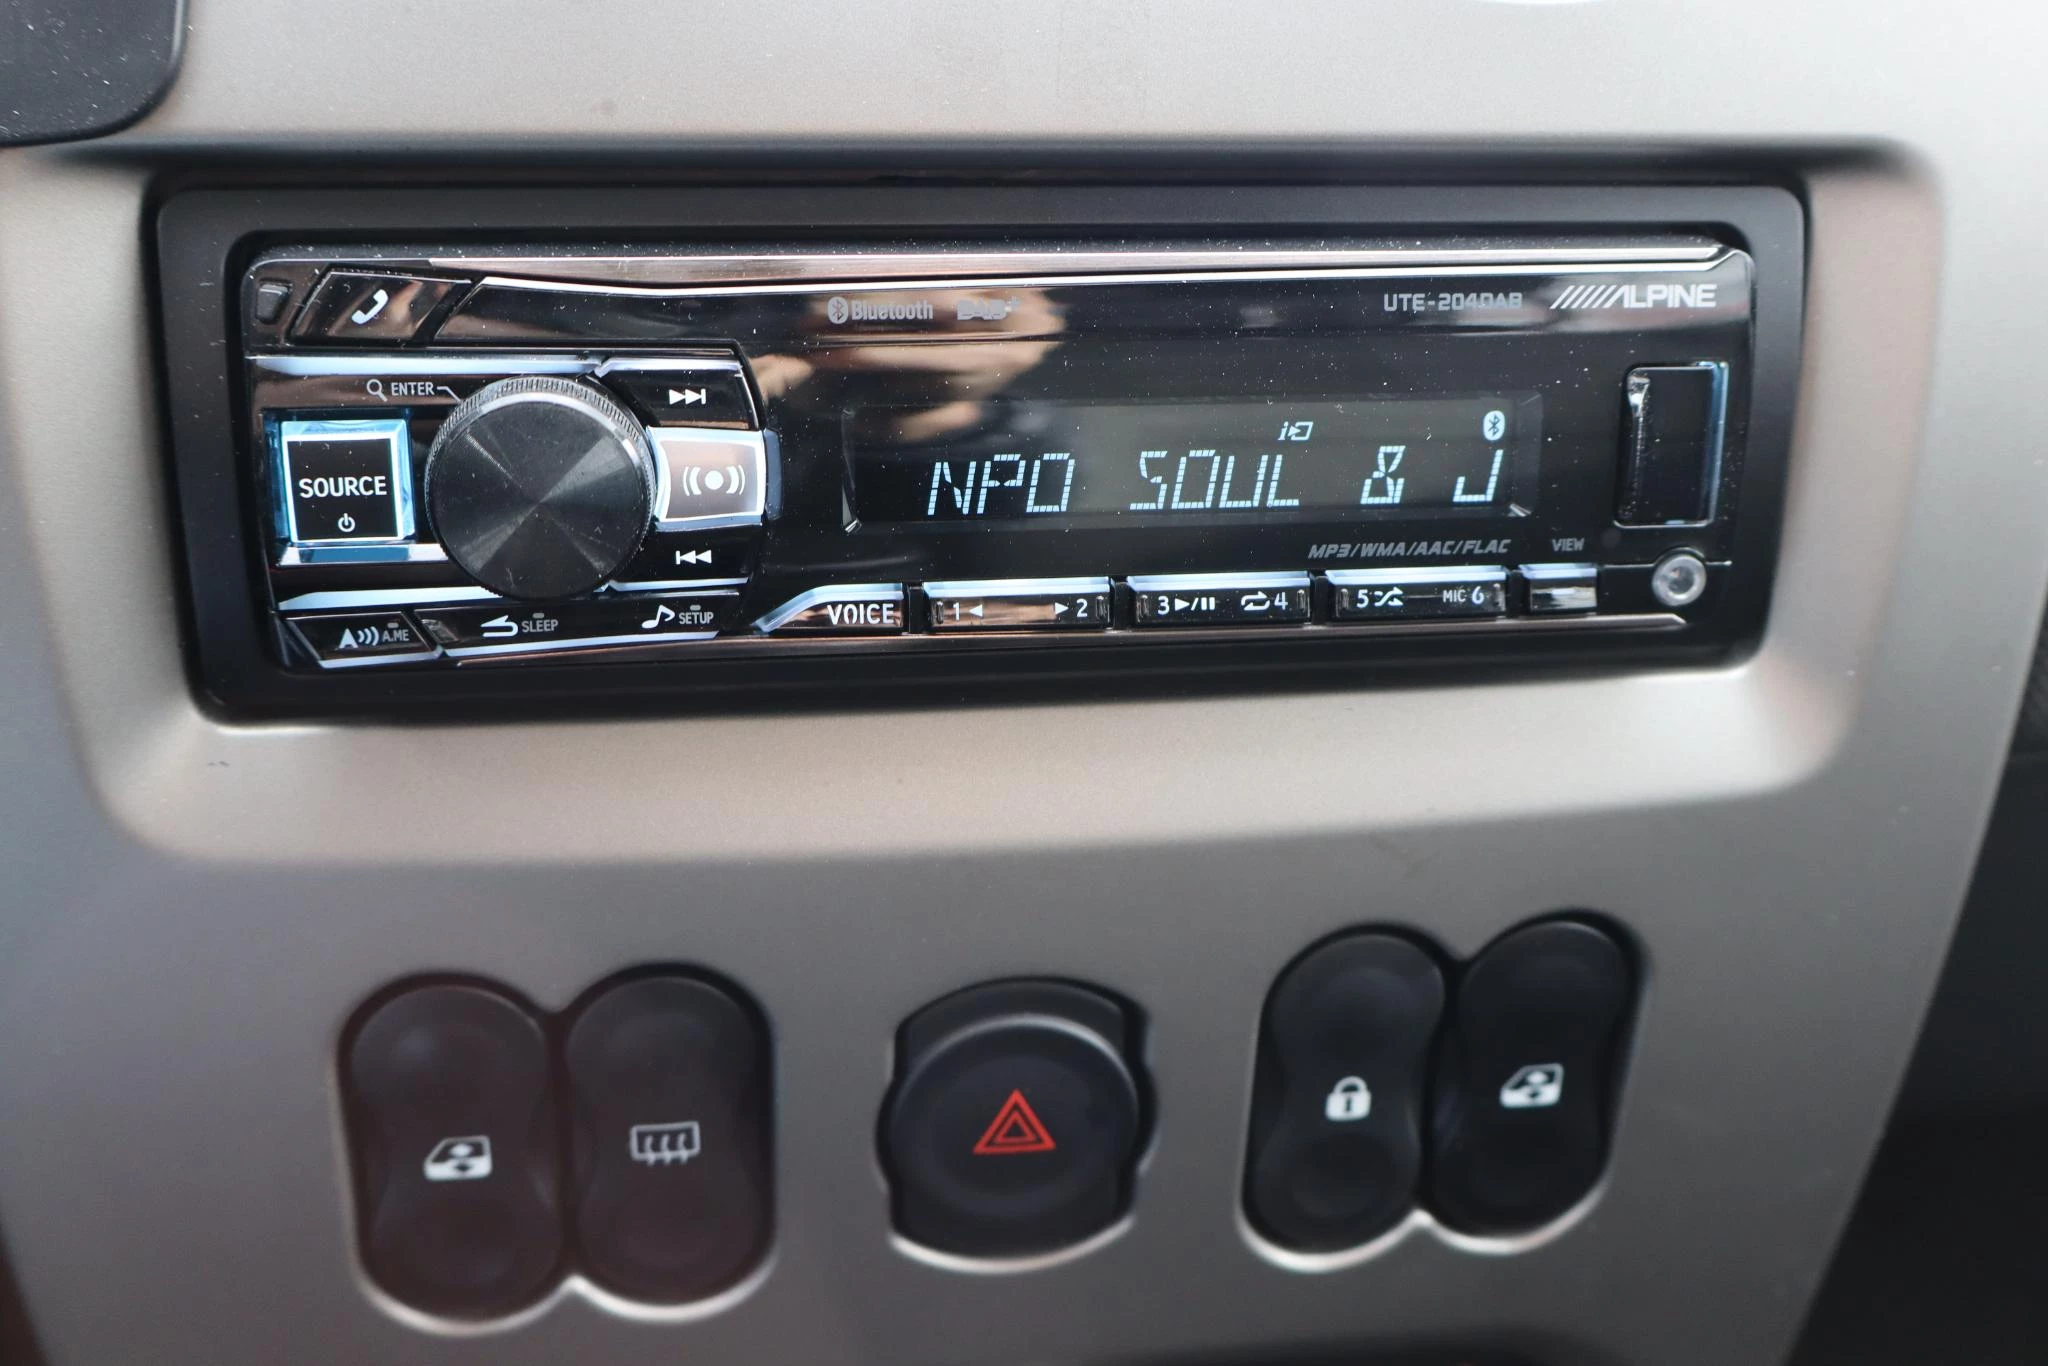 Bluetooth DAB+ UTE-204DAB ALPINE
ENTER
SOURCE
NPO SOUL & J
MP3/WMA/AAC/FLAC VIEW
A.ME SLEEP SETUP VOICE 1 2 3 4 5 MIC 6